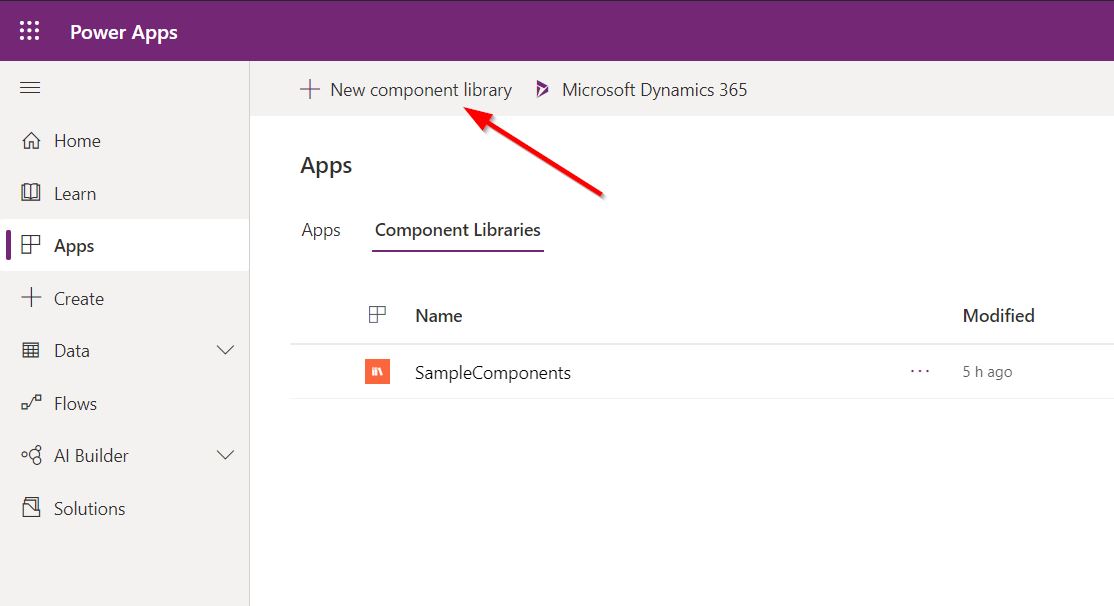 Power Apps
New component library Microsoft Dynamics 365
Home
Learn
Apps
Create
Data
Flows
AI Builder
Solutions
Apps
Apps Component Libraries
Name Modified
SampleComponents ... 5 h ago